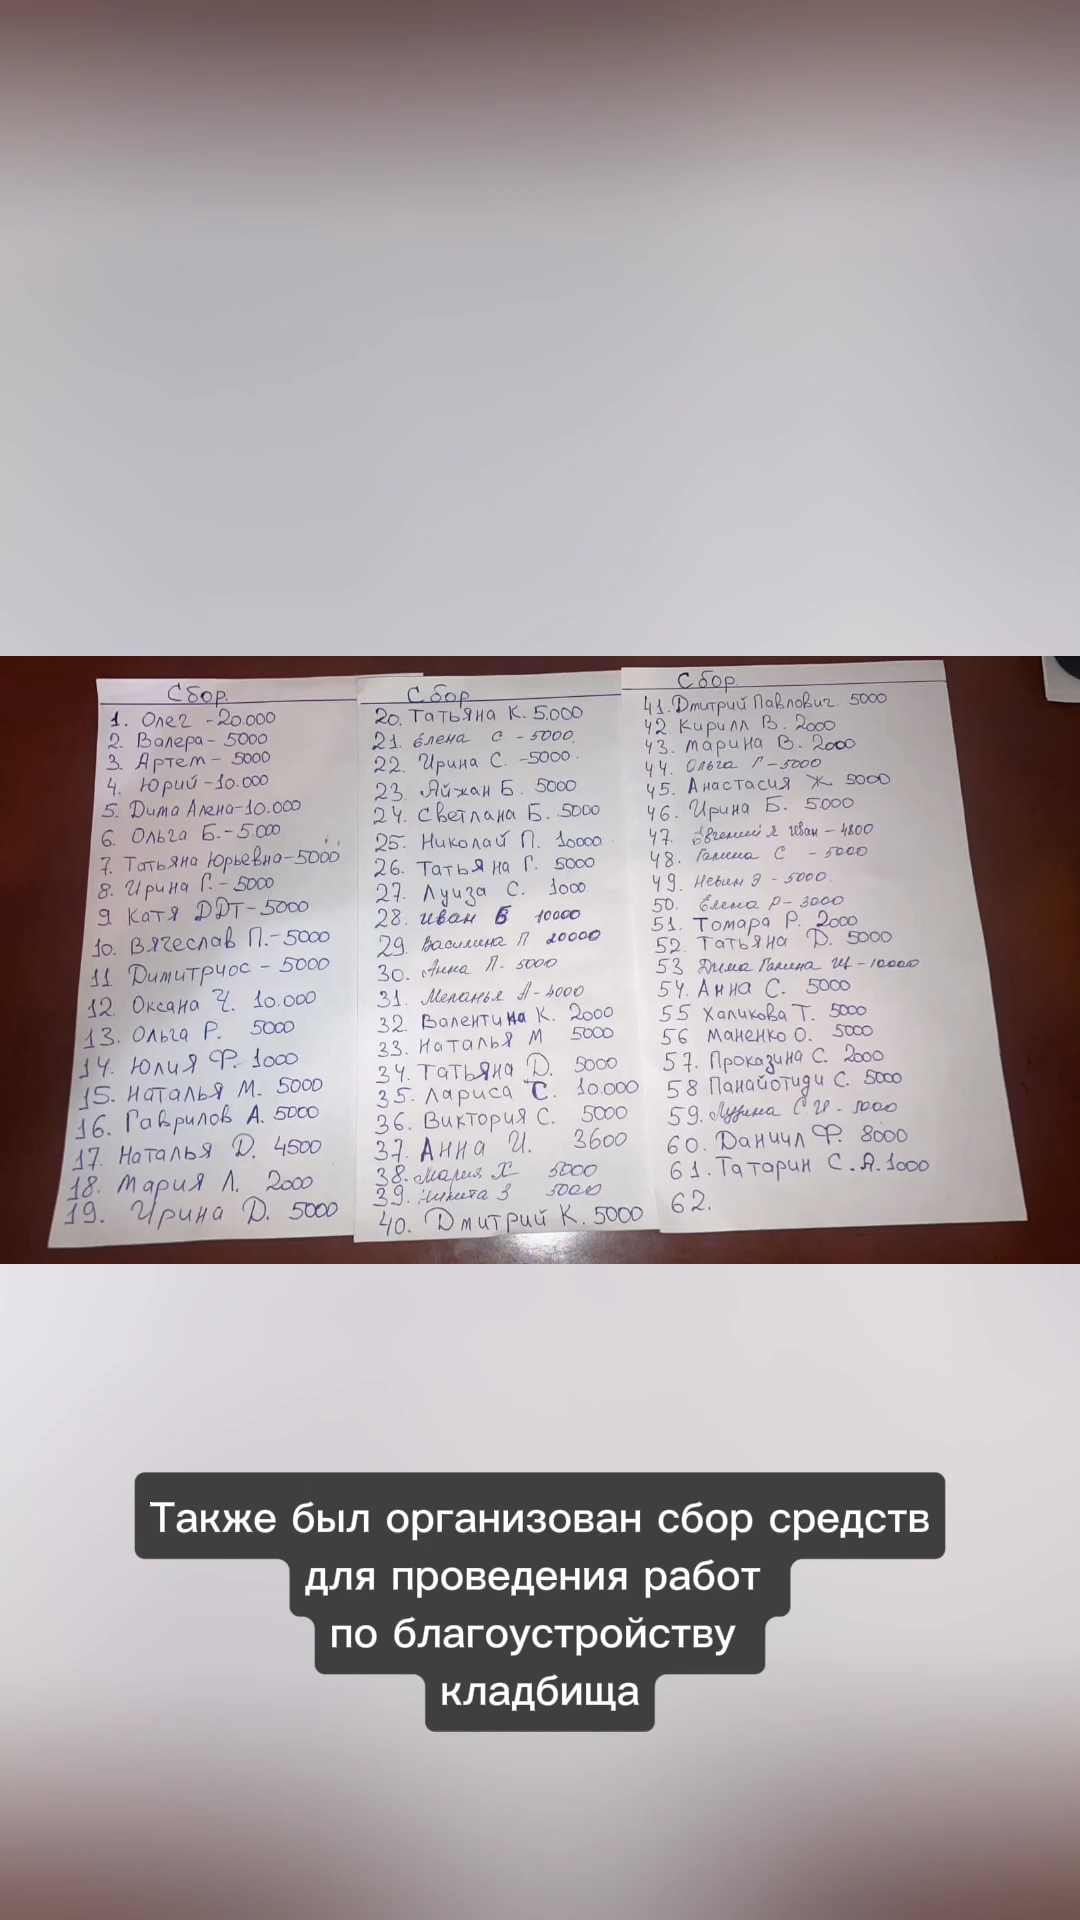 Сбор.
1. Олег - 20.000
2. Валера - 5000
3. Артем - 5000
4. Юрий - 10.000
5. Дима Алена - 10.000
6. Ольга Б. - 5.000
7. Татьяна Юрьевна - 5000
8. Ирина Г. - 5000
9 Катя ДДТ - 5000
10. Вячеслав П. - 5000
11 Димитриос - 5000
12. Оксана Ч. 10.000
13. Ольга Р. 5000
14. Юлия Ф. 1000
15. Наталья М. 5000
16. Гаврилов А. 5000
17. Наталья Д. 4500
18. Мария Л. 2000
19. Ирина Д. 5000
Сбор
20. Татьяна К. 5.000
21. Елена С - 5000
22. Ирина С. - 5000.
23. Айжан Б. 5000
24. Светлана Б. 5000
25. Николай П. 10000
26. Татьяна Г. 5000
27. Луиза С. 1000
28. Иван Б 10000
29. Василина П 20000
30. Анна П. 5000
31. Меланья А - 4000
32. Валентина К. 2000
33. Наталья М 5000
34. Татьяна Д. 5000
35. Лариса С. 10.000
36. Виктория С. 5000
37. Анна И. 3600
38. Мария Х 5000
39. Никита З 5000
40. Дмитрий К. 5000
Сбор.
41. Дмитрий Павлович. 5000
42 Кирилл В. 2000
43. Марина В. 2000
44. Ольга Г - 5000
45. Анастасия Ж 5000
46. Ирина Б. 5000
47. Евгений и Иван - 4800
48. Галина С - 5000
49. Невин Э - 5000.
50. Елена Р - 3000
51. Томара Р. 2000
52. Татьяна Д. 5000
53 Дима Галина Ш - 10000
54. Анна С. 5000
55 Халикова Т. 5000
56 Маненко О. 5000
57. Проказина С. 2000
58 Панайотиди С. 5000
59. С И - 5000
60. Даниил Ф. 8000
61. Татарин С.А. 1000
62.
Также был организован сбор средств
для проведения работ
по благоустройству
кладбища